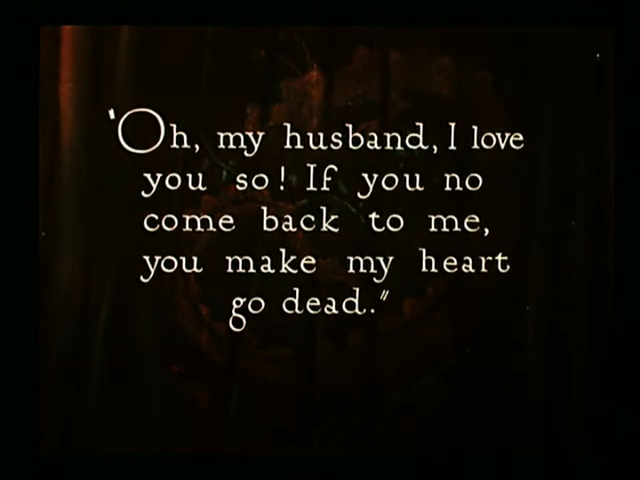 "Oh, my husband, I love
you so! If you no
come back to me,
you make my heart
go dead."